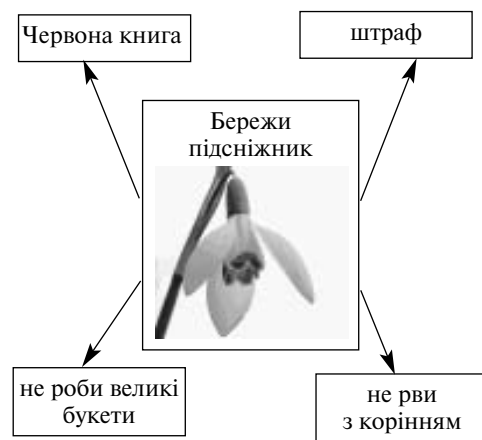 Червона книга
штраф
Бережи
підсніжник
не роби великі
букети
не рви
з корінням